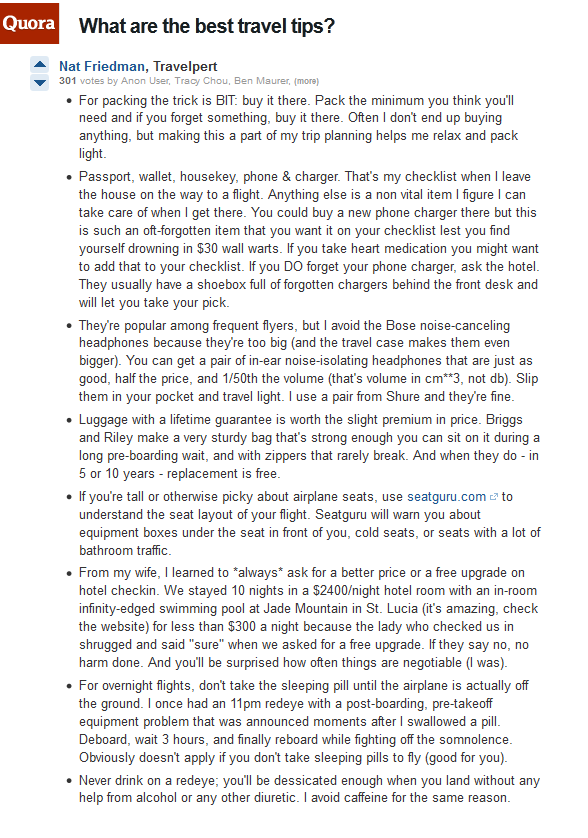 Quora What are the best travel tips?
Nat Friedman, Travelpert
301 votes by Anon User, Tracy Chou, Ben Maurer, (more)
• For packing the trick is BIT: buy it there. Pack the minimum you think you'll
need and if you forget something, buy it there. Often I don't end up buying
anything, but making this a part of my trip planning helps me relax and pack
light.
• Passport, wallet, housekey, phone & charger. That's my checklist when I leave
the house on the way to a flight. Anything else is a non vital item I figure I can
take care of when I get there. You could buy a new phone charger there but this
is such an oft-forgotten item that you want it on your checklist lest you find
yourself drowning in $30 wall warts. If you take heart medication you might want
to add that to your checklist. If you DO forget your phone charger, ask the hotel.
They usually have a shoebox full of forgotten chargers behind the front desk and
will let you take your pick.
• They're popular among frequent flyers, but I avoid the Bose noise-canceling
headphones because they're too big (and the travel case makes them even
bigger). You can get a pair of in-ear noise-isolating headphones that are just as
good, half the price, and 1/50th the volume (that's volume in cm**3, not db). Slip
them in your pocket and travel light. I use a pair from Shure and they're fine.
• Luggage with a lifetime guarantee is worth the slight premium in price. Briggs
and Riley make a very sturdy bag that's strong enough you can sit on it during a
long pre-boarding wait, and with zippers that rarely break. And when they do - in
5 or 10 years - replacement is free.
• If you're tall or otherwise picky about airplane seats, use seatguru.com to
understand the seat layout of your flight. Seatguru will warn you about
equipment boxes under the seat in front of you, cold seats, or seats with a lot of
bathroom traffic.
• From my wife, I learned to *always* ask for a better price or a free upgrade on
hotel checkin. We stayed 10 nights in a $2400/night hotel room with an in-room
infinity-edged swimming pool at Jade Mountain in St. Lucia (it's amazing, check
the website) for less than $300 a night because the lady who checked us in
shrugged and said "sure" when we asked for a free upgrade. If they say no, no
harm done. And you'll be surprised how often things are negotiable (I was).
• For overnight flights, don't take the sleeping pill until the airplane is actually off
the ground. I once had an 11pm redeye with a post-boarding, pre-takeoff
equipment problem that was announced moments after I swallowed a pill.
Deboard, wait 3 hours, and finally reboard while fighting off the somnolence.
Obviously doesn't apply if you don't take sleeping pills to fly (good for you).
• Never drink on a redeye; you'll be dessicated enough when you land without any
help from alcohol or any other diuretic. I avoid caffeine for the same reason.